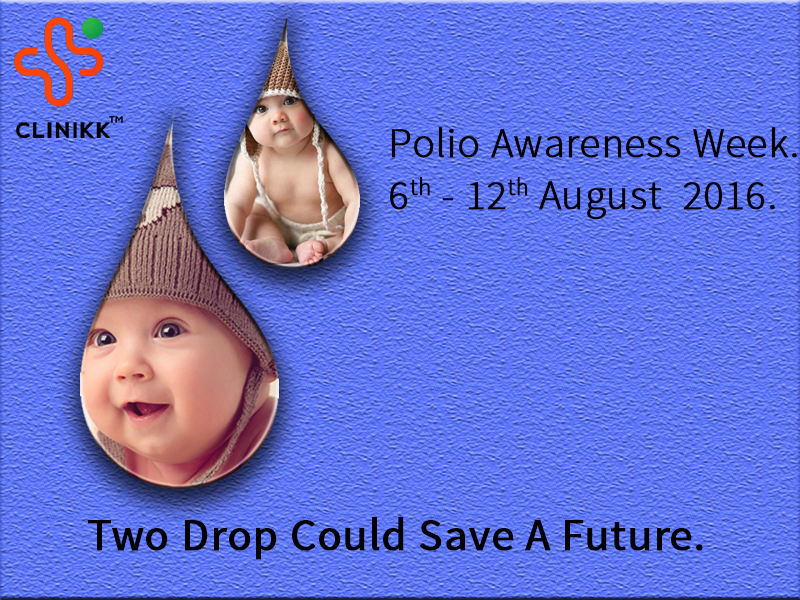 CLINIKK™
Polio Awareness Week.
6th - 12th August 2016.
Two Drop Could Save A Future.